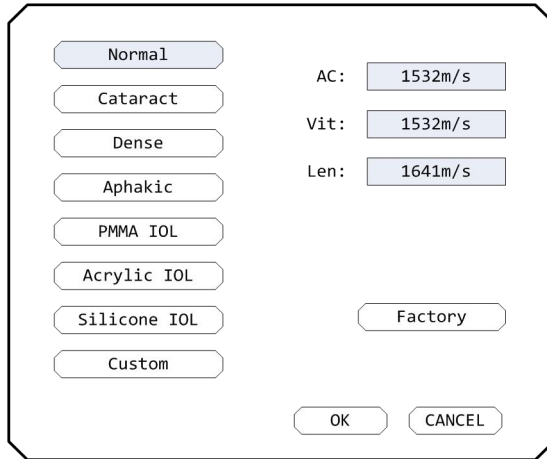 Normal
Cataract
Dense
Aphakic
PMMA IOL
Acrylic IOL
Silicone IOL
Custom
AC: 1532m/s
Vit: 1532m/s
Len: 1641m/s
Factory
OK
CANCEL